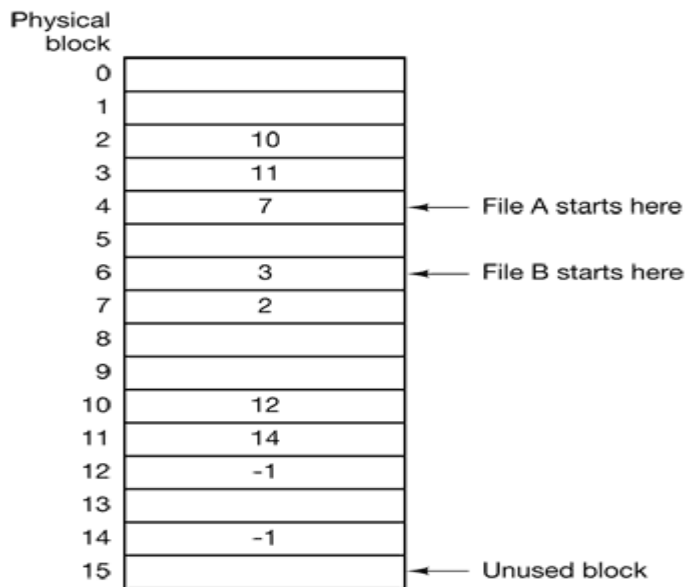 Physical
block
0
1
2 10
3 11
4 7 File A starts here
5
6 3 File B starts here
7 2
8
9
10 12
11 14
12 -1
13
14 -1
15 Unused block